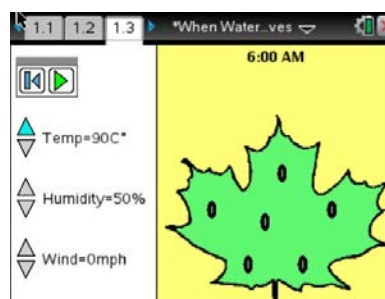 1.1 1.2 1.3 *When Water...ves
6:00 AM
Temp=90C°
Humidity=50%
Wind=0mph